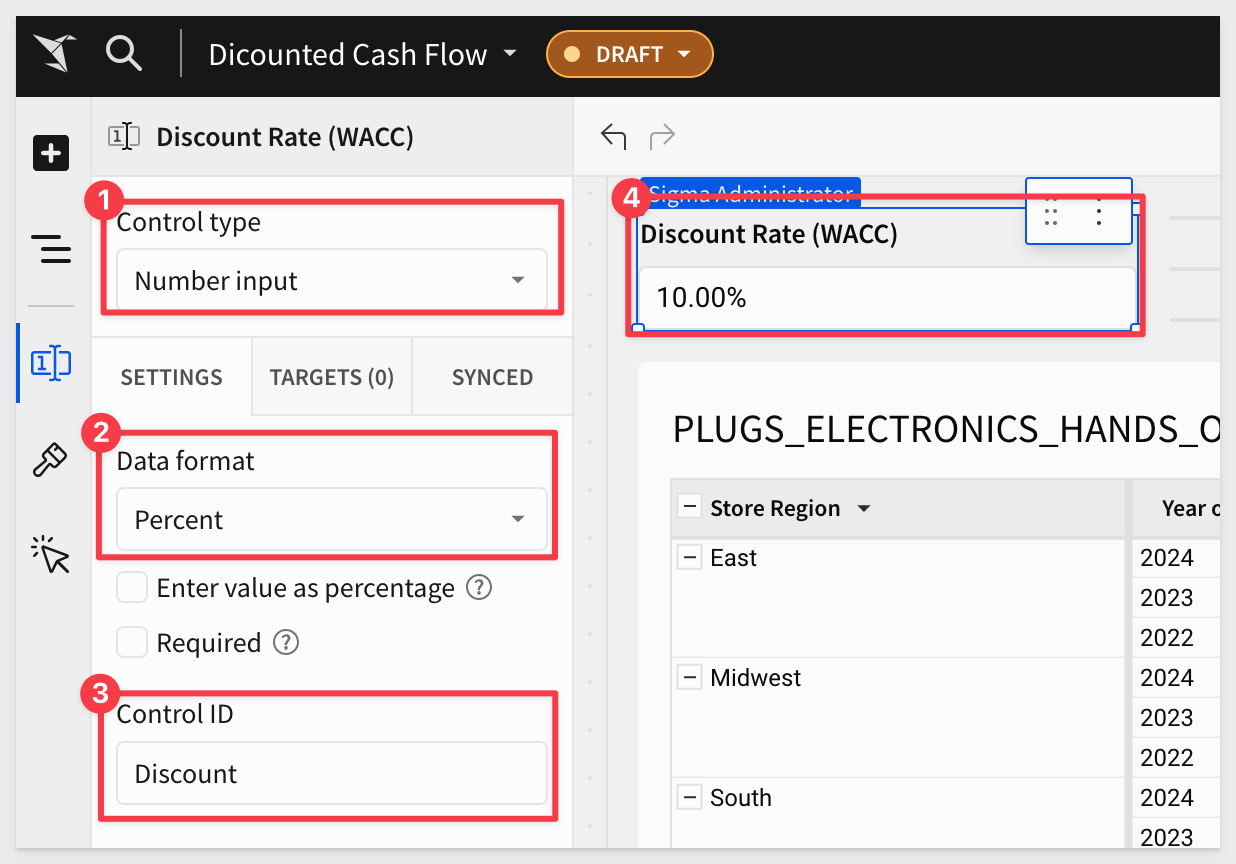 Dicounted Cash Flow
DRAFT
Discount Rate (WACC)
1
Control type
Number input
SETTINGS
TARGETS (0)
SYNCED
2
Data format
Percent
Enter value as percentage ?
Required ?
3
Control ID
Discount
4
Sigma Administrator
Discount Rate (WACC)
10.00%
PLUGS_ELECTRONICS_HANDS_O
Store Region
Year o
East
2024
2023
2022
Midwest
2024
2023
2022
South
2024
2023